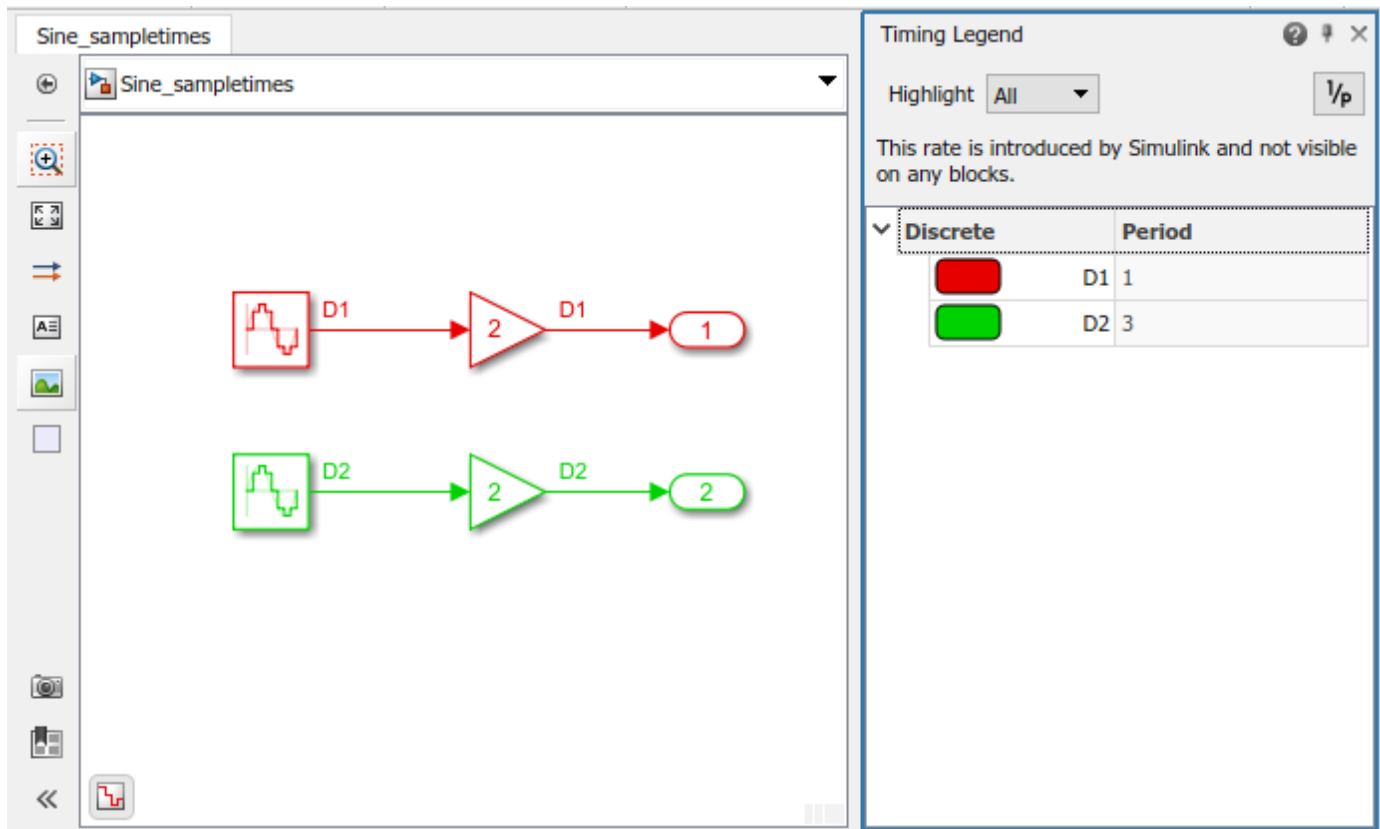 Sine_sampletimes
Sine_sampletimes
D1
2
D1
1
D2
2
D2
2
Timing Legend
Highlight All
1/p
This rate is introduced by Simulink and not visible
on any blocks.
Discrete Period
D1 1
D2 3